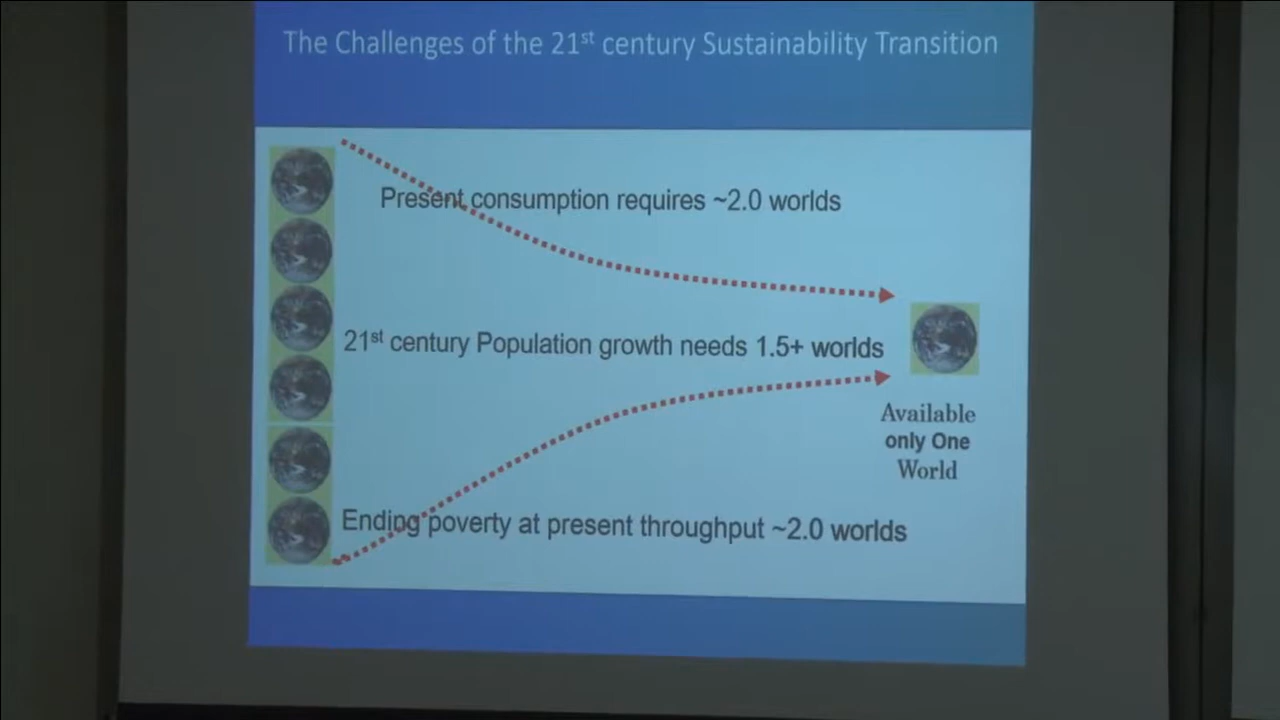 The Challenges of the 21st century Sustainability Transition
Present consumption requires ~2.0 worlds
21st century Population growth needs 1.5+ worlds
Available
only One
World
Ending poverty at present throughput ~2.0 worlds